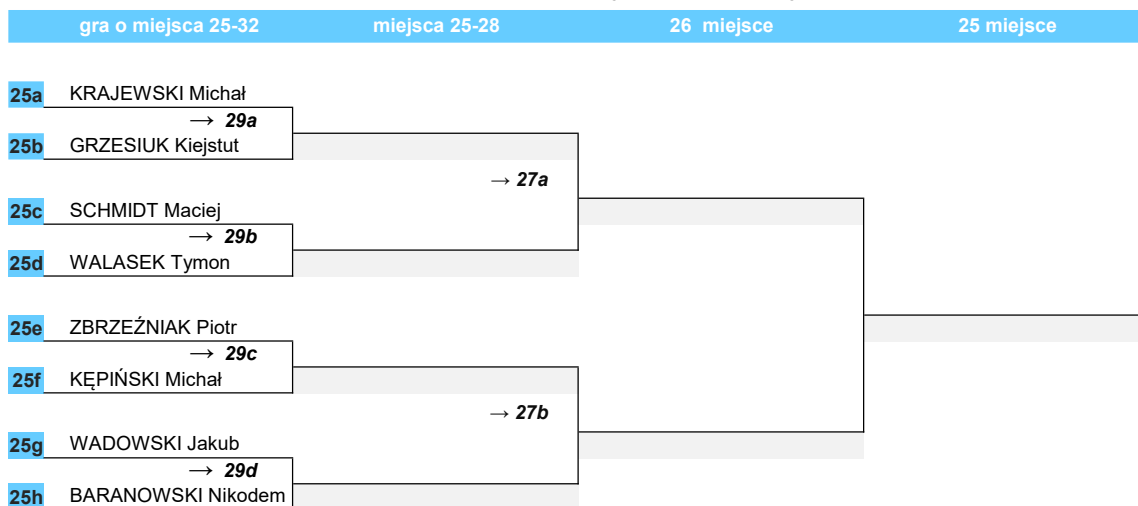 gra o miejsca 25-32 miejsca 25-28 26 miejsce 25 miejsce
25a KRAJEWSKI Michał
→ 29a
25b GRZESIUK Kiejstut
→ 27a
25c SCHMIDT Maciej
→ 29b
25d WALASEK Tymon
25e ZBRZEŹNIAK Piotr
→ 29c
25f KĘPIŃSKI Michał
→ 27b
25g WADOWSKI Jakub
→ 29d
25h BARANOWSKI Nikodem